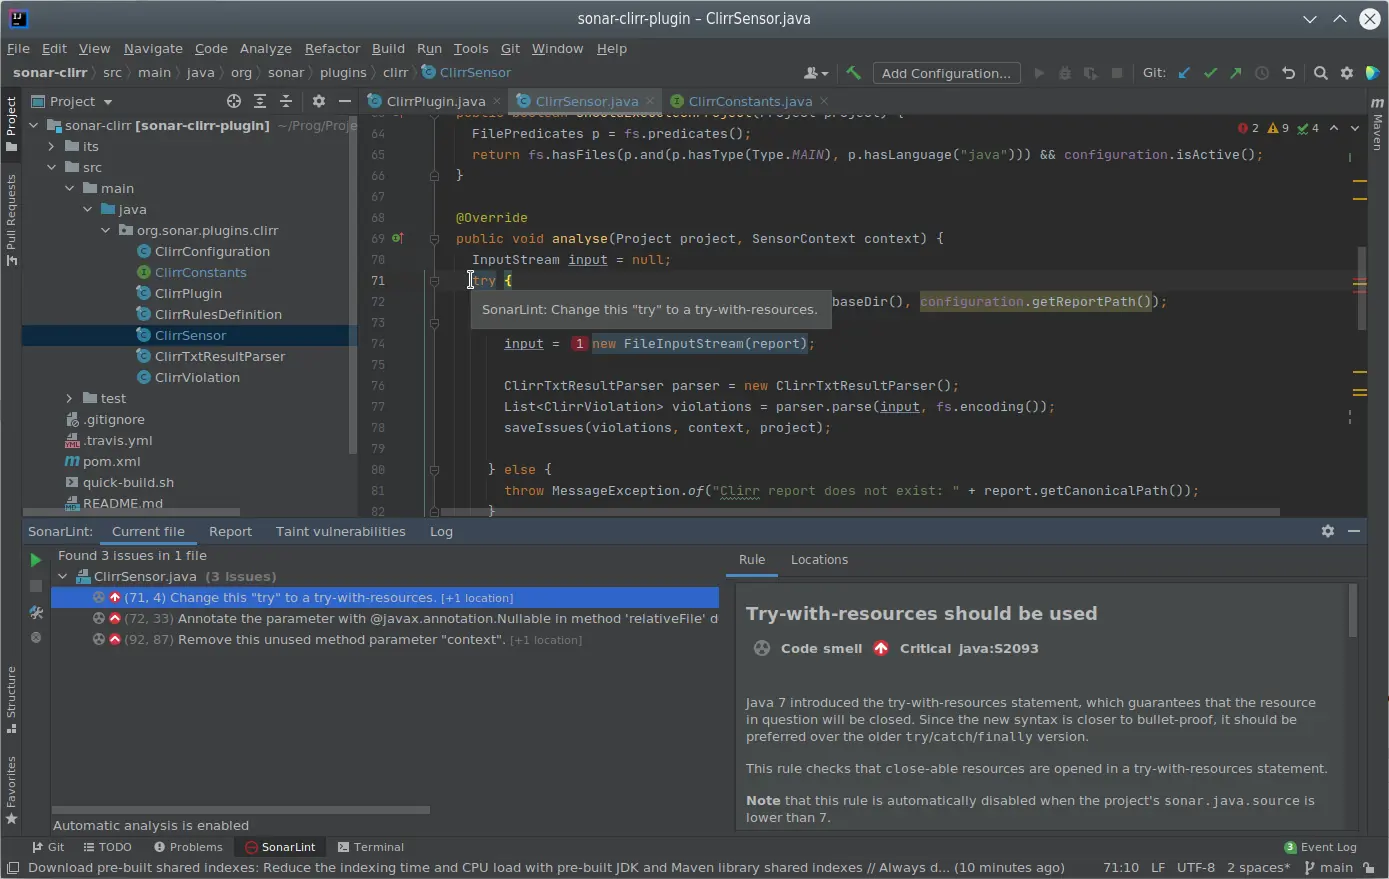 sonar-clirr-plugin – ClirrSensor.java
File Edit View Navigate Code Analyze Refactor Build Run Tools Git Window Help
sonar-clirr src main java org sonar plugins clirr ClirrSensor
Add Configuration... Git:
Project
ClirrPlugin.java ClirrSensor.java ClirrConstants.java
Project
Pull Requests
Structure
Favorites
Maven
sonar-clirr [sonar-clirr-plugin] ~/Prog/Proje
its
src
main
java
org.sonar.plugins.clirr
ClirrConfiguration
ClirrConstants
ClirrPlugin
ClirrRulesDefinition
ClirrSensor
ClirrTxtResultParser
ClirrViolation
test
.gitignore
.travis.yml
pom.xml
quick-build.sh
README.md
2 9 4
64 FilePredicates p = fs.predicates();
65 return fs.hasFiles(p.and(p.hasType(Type.MAIN), p.hasLanguage("java"))) && configuration.isActive();
66 }
67
68 @Override
69 public void analyse(Project project, SensorContext context) {
70 InputStream input = null;
71 try {
72 baseDir(), configuration.getReportPath());
SonarLint: Change this "try" to a try-with-resources.
73
74 input = 1 new FileInputStream(report);
75
76 ClirrTxtResultParser parser = new ClirrTxtResultParser();
77 List<ClirrViolation> violations = parser.parse(input, fs.encoding());
78 saveIssues(violations, context, project);
79
80 } else {
81 throw MessageException.of("Clirr report does not exist: " + report.getCanonicalPath());
82 }
SonarLint: Current file Report Taint vulnerabilities Log
Found 3 issues in 1 file
ClirrSensor.java (3 issues)
(71, 4) Change this "try" to a try-with-resources. [+1 location]
(72, 33) Annotate the parameter with @javax.annotation.Nullable in method 'relativeFile' d
(92, 87) Remove this unused method parameter "context". [+1 location]
Automatic analysis is enabled
Rule Locations
Try-with-resources should be used
Code smell Critical java:S2093
Java 7 introduced the try-with-resources statement, which guarantees that the resource
in question will be closed. Since the new syntax is closer to bullet-proof, it should be
preferred over the older try/catch/finally version.
This rule checks that close-able resources are opened in a try-with-resources statement.
Note that this rule is automatically disabled when the project's sonar.java.source is
lower than 7.
Git TODO Problems SonarLint Terminal 3 Event Log
Download pre-built shared indexes: Reduce the indexing time and CPU load with pre-built JDK and Maven library shared indexes // Always d... (10 minutes ago) 71:10 LF UTF-8 2 spaces* main